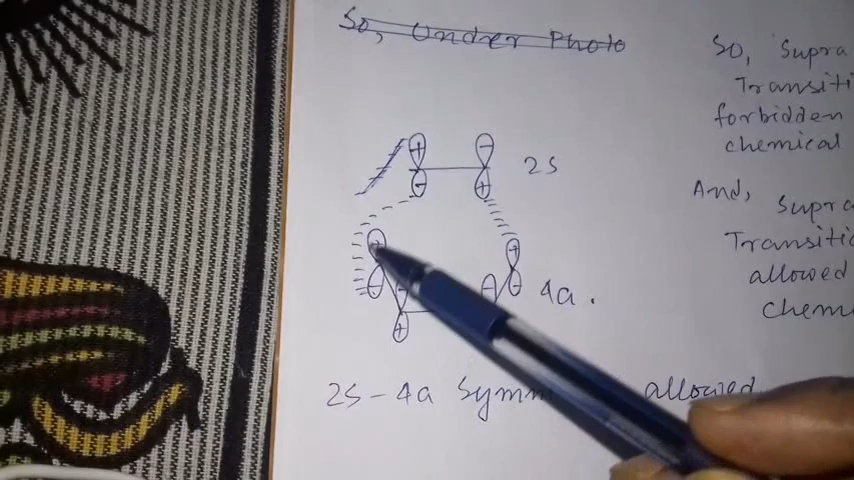 So, Under Photo
So, Supra
Transiti
forbidden
chemical
+ - 2s
- +
And,
Supra
+ +
Transitio
- 4a.
allowed
+
Chem
2s - 4a Symm allowed